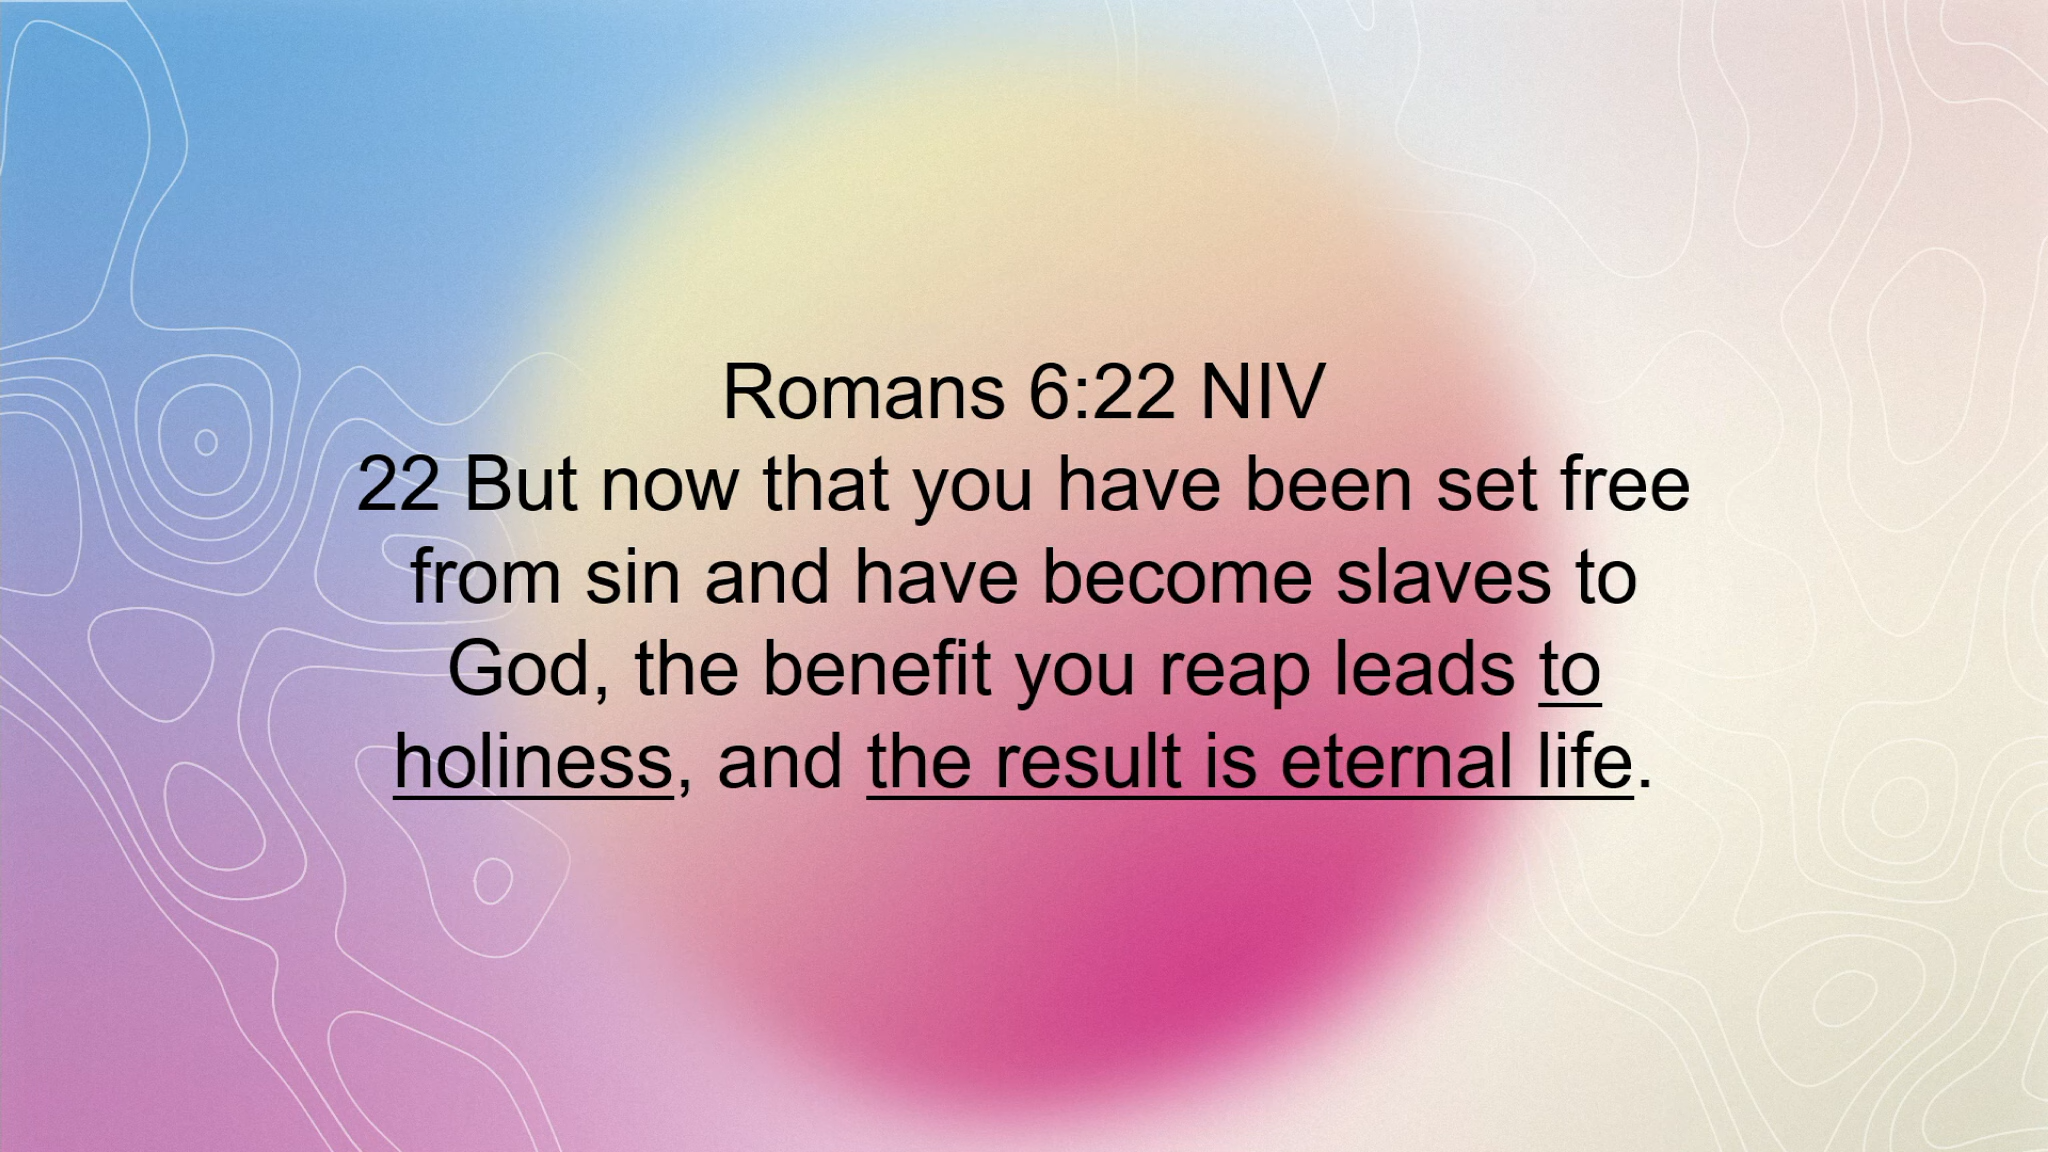 Romans 6:22 NIV
22 But now that you have been set free
from sin and have become slaves to
God, the benefit you reap leads to
holiness, and the result is eternal life.